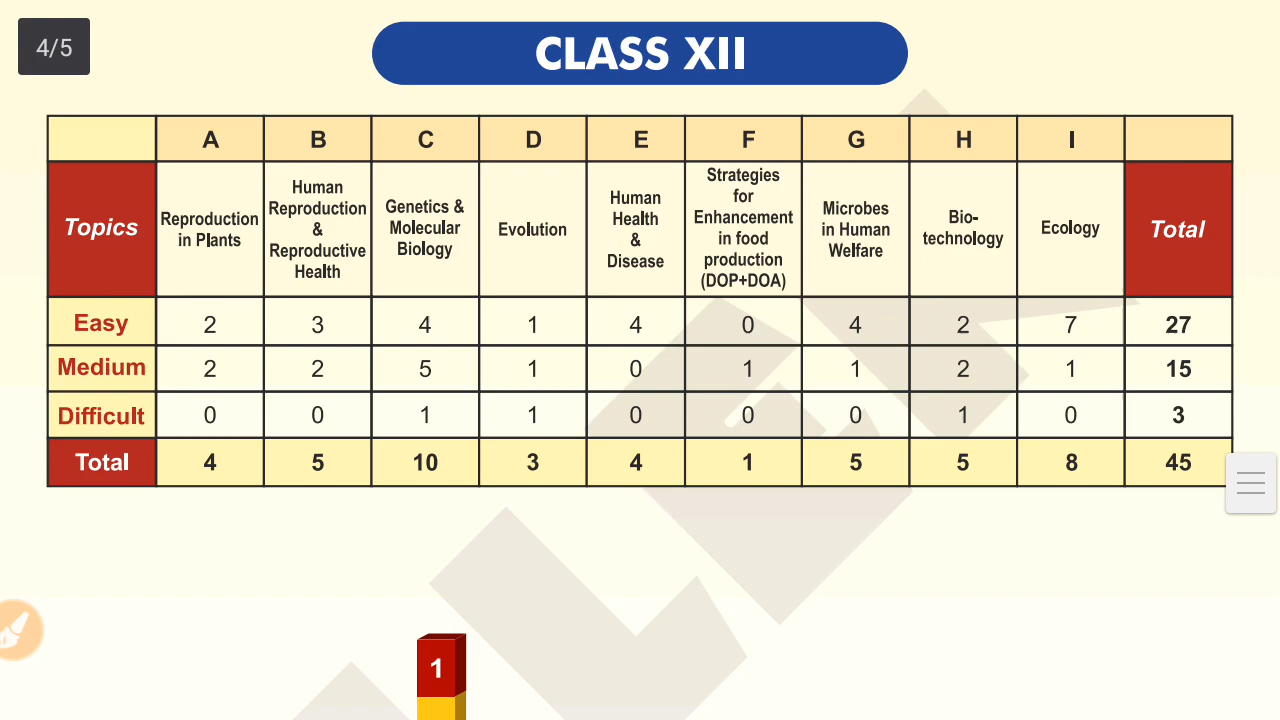 4/5
CLASS XII
A B C D E F G H I
Topics
Reproduction
in Plants
Human
Reproduction
&
Reproductive
Health
Genetics &
Molecular
Biology
Evolution
Human
Health
&
Disease
Strategies
for
Enhancement
in food
production
(DOP+DOA)
Microbes
in Human
Welfare
Bio-
technology
Ecology
Total
Easy 2 3 4 1 4 0 4 2 7 27
Medium 2 2 5 1 0 1 1 2 1 15
Difficult 0 0 1 1 0 0 0 1 0 3
Total 4 5 10 3 4 1 5 5 8 45
1